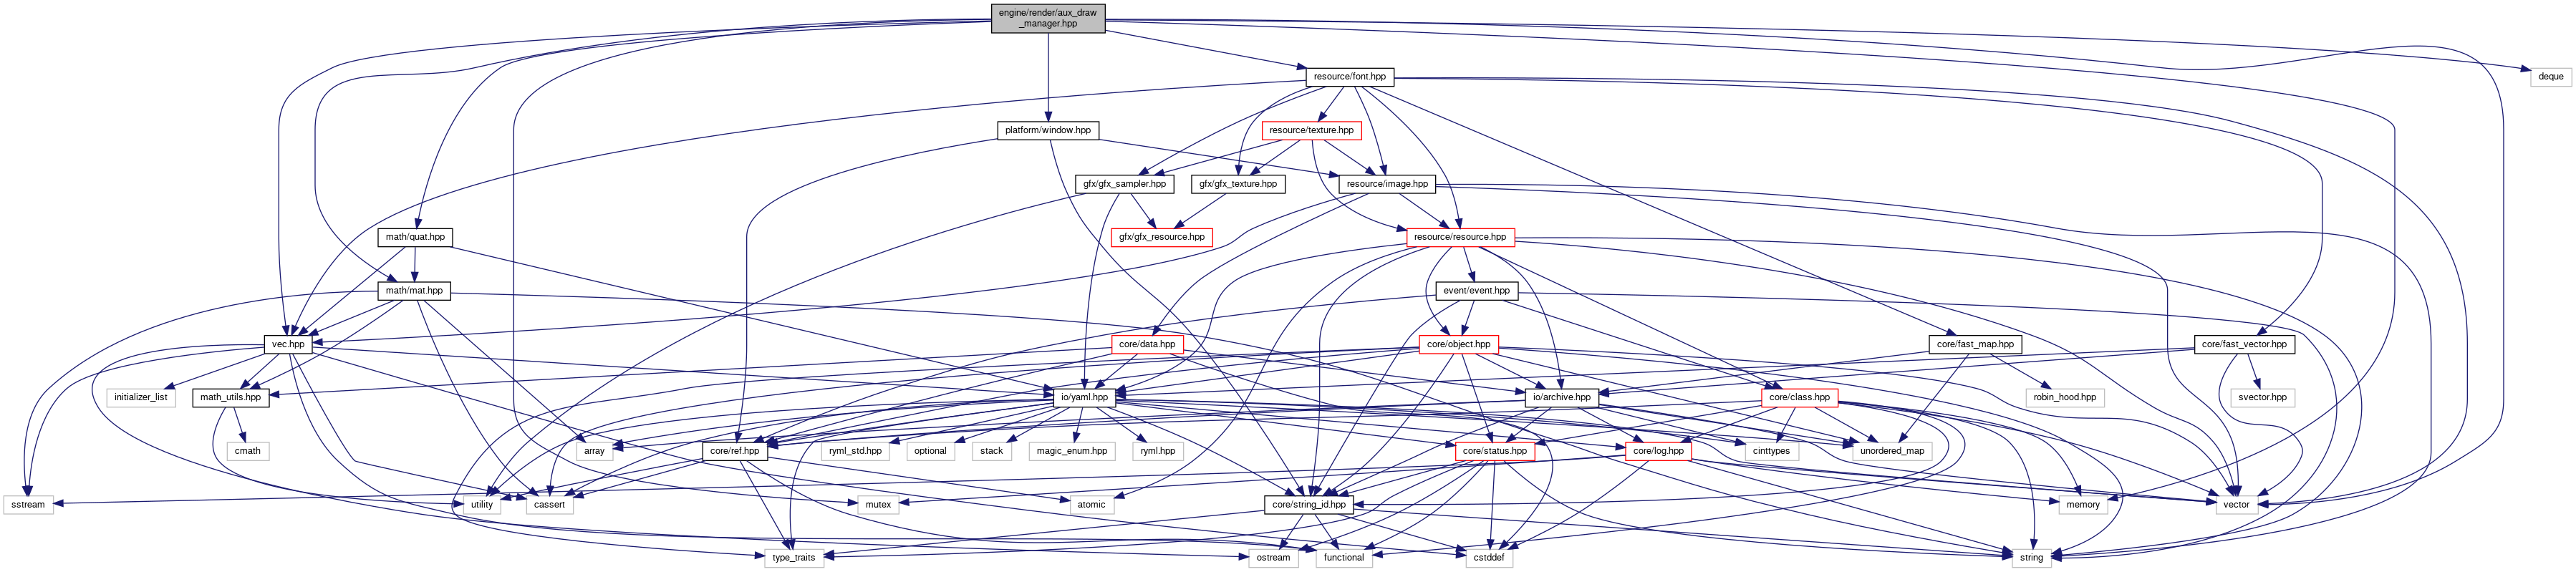 engine/render/aux_draw
_manager.hpp
resource/font.hpp
deque
platform/window.hpp
resource/texture.hpp
gfx/gfx_sampler.hpp
gfx/gfx_texture.hpp
resource/image.hpp
math/quat.hpp
gfx/gfx_resource.hpp
resource/resource.hpp
math/mat.hpp
event/event.hpp
vec.hpp
core/data.hpp
core/object.hpp
core/fast_map.hpp
core/fast_vector.hpp
initializer_list
math_utils.hpp
io/yaml.hpp
io/archive.hpp
core/class.hpp
robin_hood.hpp
svector.hpp
cmath
array
core/ref.hpp
ryml_std.hpp
optional
stack
magic_enum.hpp
ryml.hpp
core/status.hpp
core/log.hpp
cinttypes
unordered_map
sstream
utility
cassert
mutex
atomic
core/string_id.hpp
memory
vector
type_traits
ostream
functional
cstddef
string